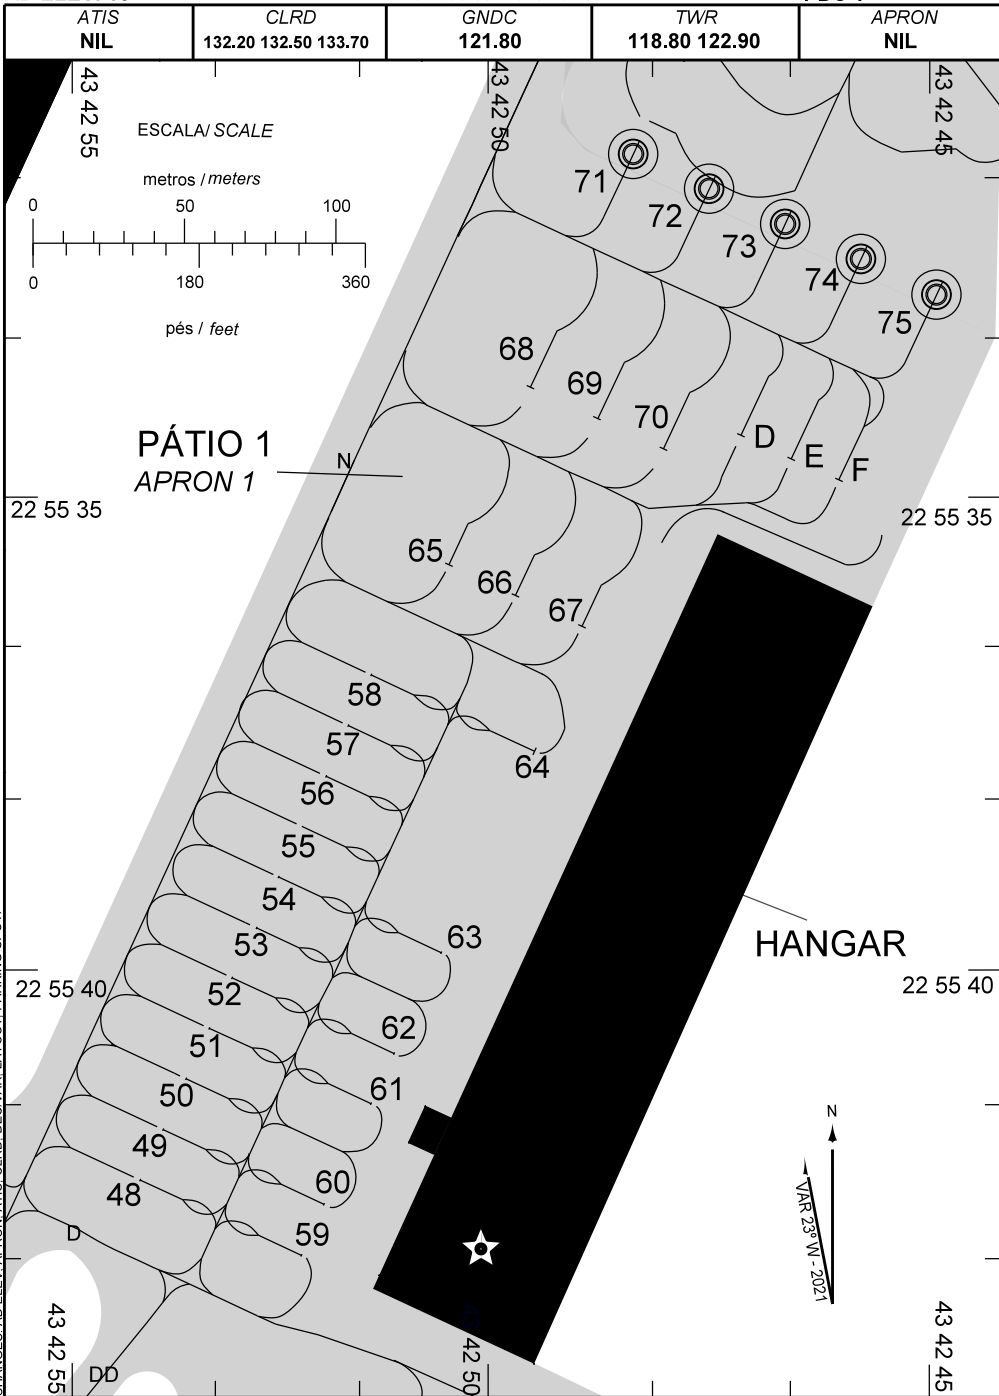 ATIS CLRD GNDC TWR APRON
NIL 132.20 132.50 133.70 121.80 118.80 122.90 NIL
43 42 55 43 42 50 43 42 45
ESCALA/ SCALE
metros / meters
0 50 100
0 180 360
pés / feet
71
72
73
74
75
68
69
70
D
E
F
PÁTIO 1
APRON 1
N
22 55 35 22 55 35
65
66
67
58
57
64
56
55
54
53
63
HANGAR
52
22 55 40 22 55 40
62
51
61
50
49
60
48
59
D
N
VAR 23° W - 2021
43 42 55 43 42 50 43 42 45
DD